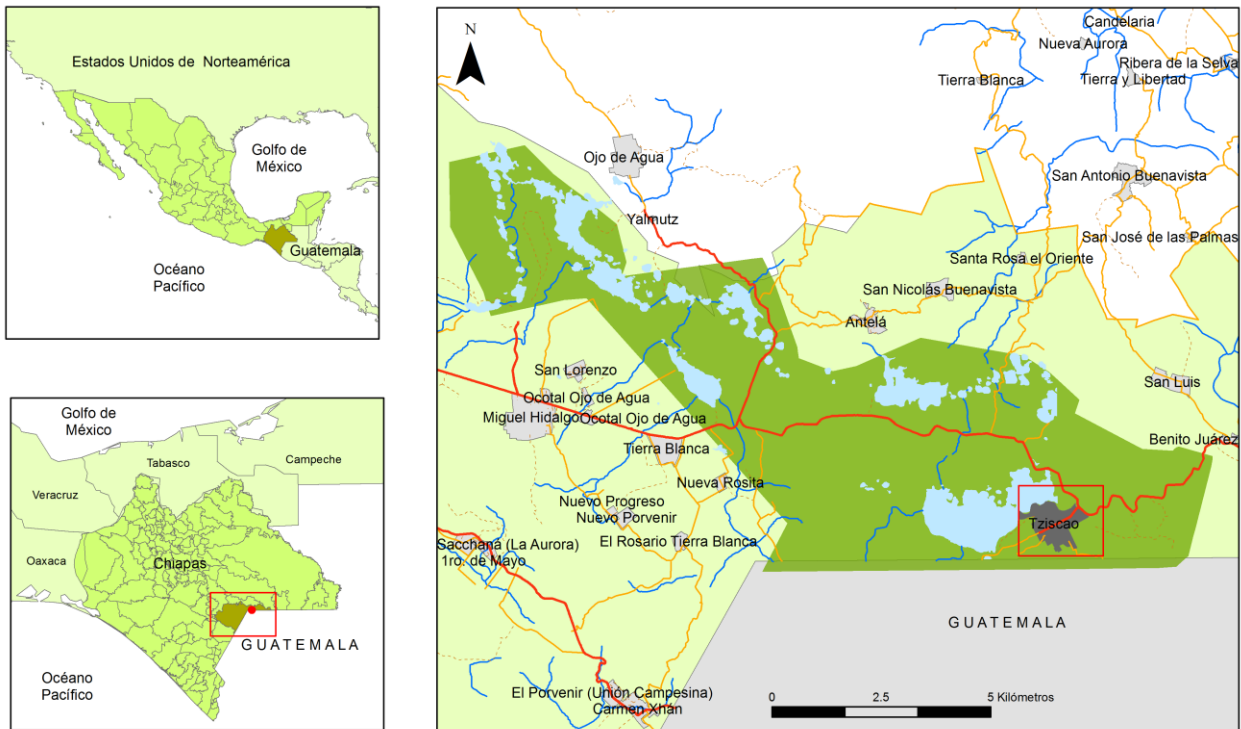 Estados Unidos de Norteamérica
Golfo de
México
Guatemala
Océano
Pacífico
Golfo de
México
Tabasco
Campeche
Veracruz
Oaxaca
Chiapas
GUATEMALA
Océano
Pacífico
N
Candelaria
Nueva Aurora
Ribera de la Selva
Tierra Blanca
Tierra y Libertad
Ojo de Agua
San Antonio Buenavista
Yalmutz
San José de las Palmas
Santa Rosa el Oriente
San Nicolás Buenavista
Antelá
San Lorenzo
San Luis
Ocotal Ojo de Agua
Miguel Hidalgo
Ocotal Ojo de Agua
Benito Juárez
Tierra Blanca
Nueva Rosita
Nuevo Progreso
Nuevo Porvenir
Tziscao
El Rosario Tierra Blanca
Sacchaná (La Aurora)
1ro. de Mayo
GUATEMALA
El Porvenir (Unión Campesina)
Carmen Xhán
0 2.5 5 Kilómetros